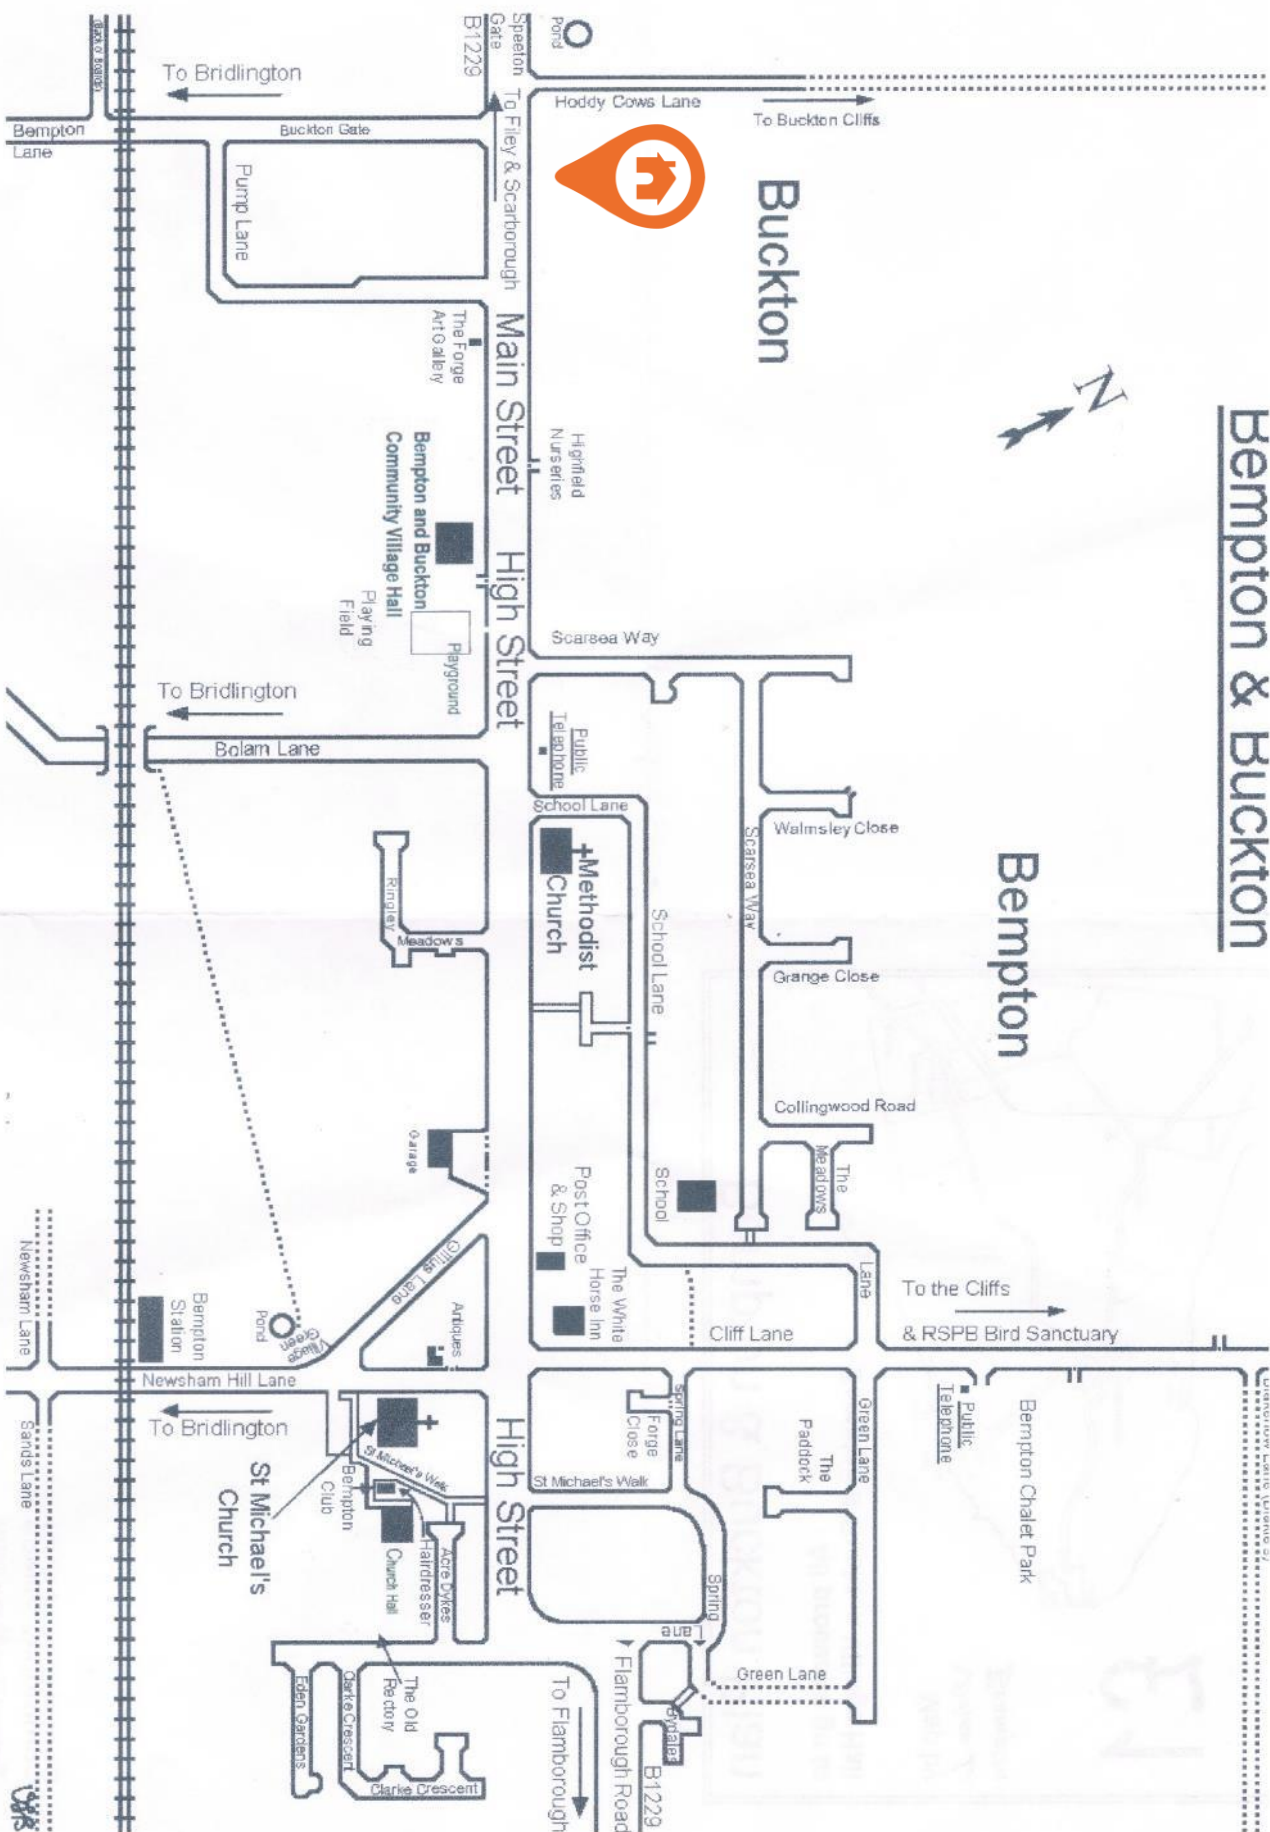 Bempton & Buckton
Buckton
Bempton
N
Pond
Speeton
Gate
B1229
To Filey & Scarborough
Hoddy Cows Lane
To Buckton Cliffs
To Bridlington
Bempton
Lane
Buckton Gate
Pump Lane
The Forge
Art Gallery
Main Street
Highfield
Nurseries
Bempton and Buckton
Community Village Hall
High Street
Playing
Field
Playground
Scarsea Way
To Bridlington
Bolam Lane
Public
Telephone
School Lane
Walmsley Close
Scarsea Way
Methodist
Church
Ringley
Meadows
School Lane
Grange Close
Collingwood Road
The
Meadows
Garage
School
Post Office
& Shop
The White
Horse Inn
Gillus Lane
Antiques
Lane
To the Cliffs
& RSPB Bird Sanctuary
Cliff Lane
Newsham Lane
Bempton
Station
Pond
Village
Green
Newsham Hill Lane
To Bridlington
Sands Lane
St Michael's
Church
Bempton
Club
St Michael's Walk
Church Hall
Hairdresser
Acre Dykes
High Street
St Michael's Walk
Forge
Close
Spring Lane
The
Paddock
Green Lane
Public
Telephone
Bempton Chalet Park
Spring
Lane
Green Lane
The Old
Rectory
Eden Gardens
Clarke Crescent
Clarke Crescent
To Flamborough
Flamborough Road
B1229